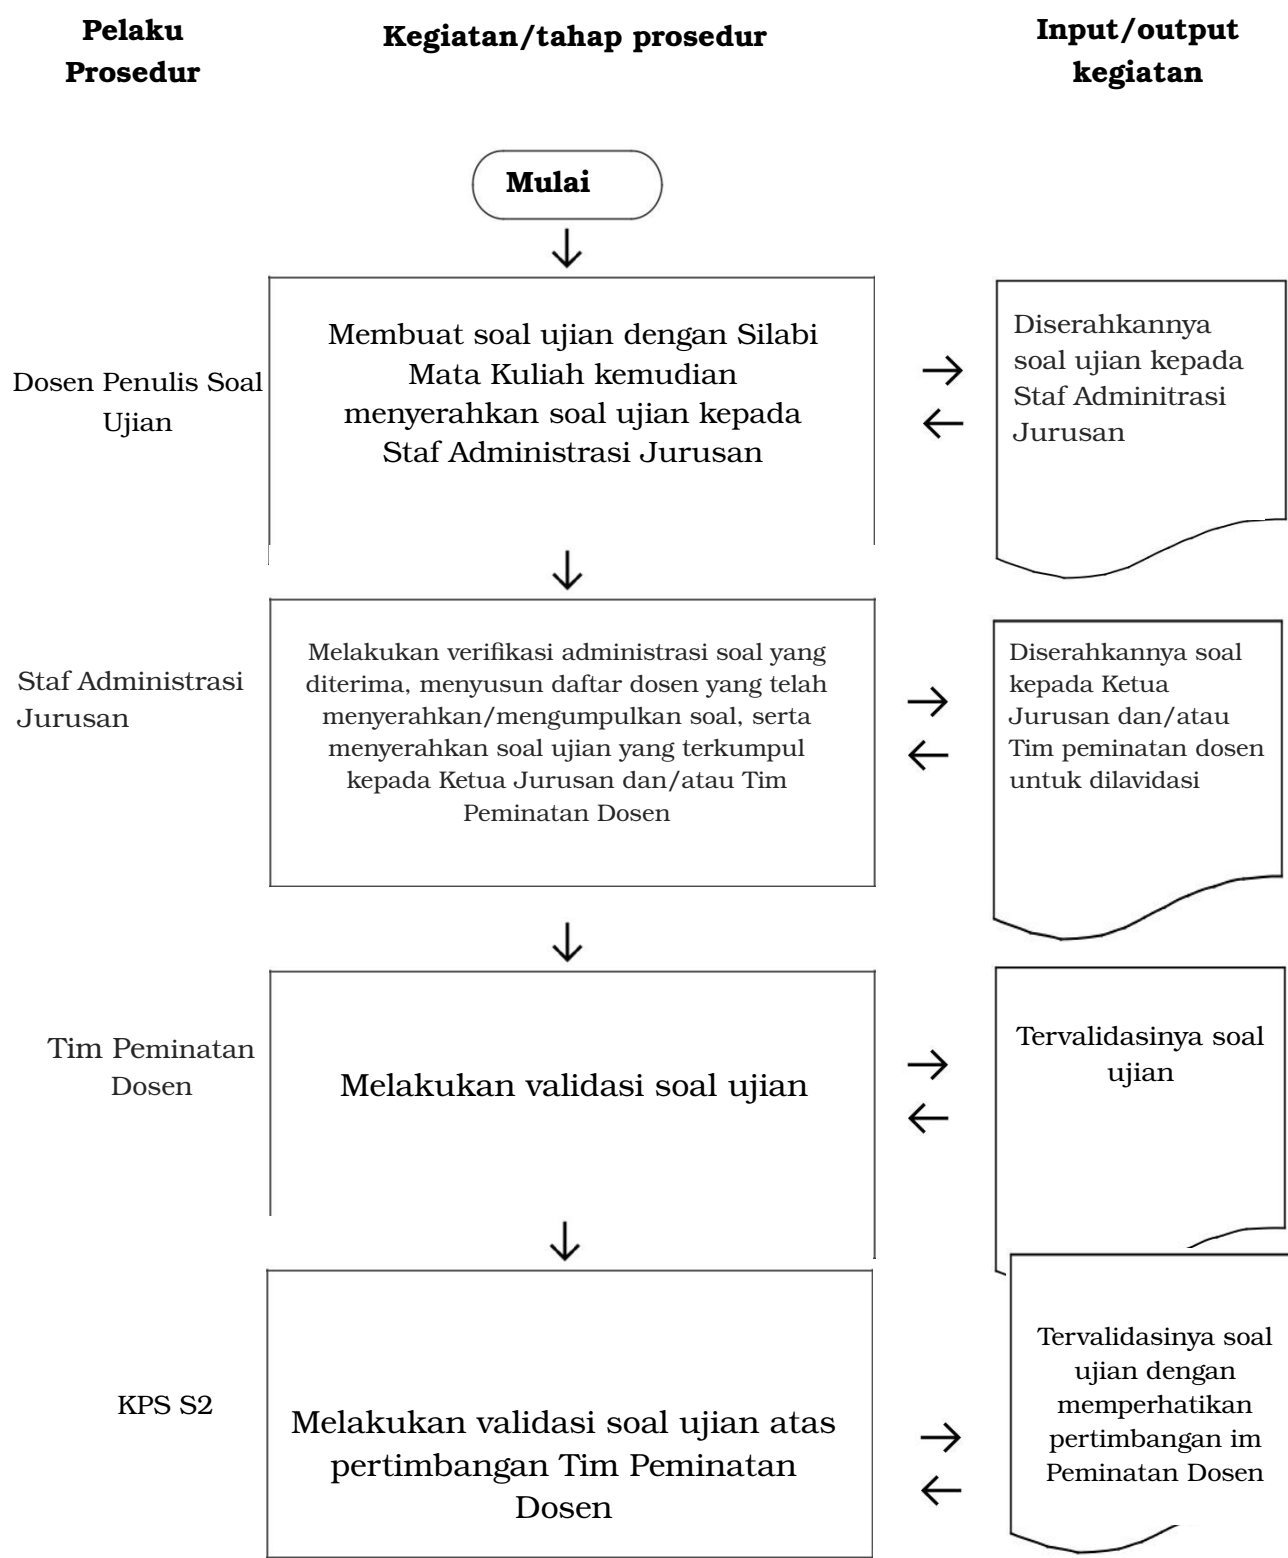 Pelaku
Prosedur
Kegiatan/tahap prosedur
Input/output
kegiatan
Mulai
Dosen Penulis Soal
Ujian
Membuat soal ujian dengan Silabi
Mata Kuliah kemudian
menyerahkan soal ujian kepada
Staf Administrasi Jurusan
Diserahkannya
soal ujian kepada
Staf Adminitrasi
Jurusan
Staf Administrasi
Jurusan
Melakukan verifikasi administrasi soal yang
diterima, menyusun daftar dosen yang telah
menyerahkan/mengumpulkan soal, serta
menyerahkan soal ujian yang terkumpul
kepada Ketua Jurusan dan/atau Tim
Peminatan Dosen
Diserahkannya soal
kepada Ketua
Jurusan dan/atau
Tim peminatan dosen
untuk dilavidasi
Tim Peminatan
Dosen
Melakukan validasi soal ujian
Tervalidasinya soal
ujian
KPS S2
Melakukan validasi soal ujian atas
pertimbangan Tim Peminatan
Dosen
Tervalidasinya soal
ujian dengan
memperhatikan
pertimbangan im
Peminatan Dosen